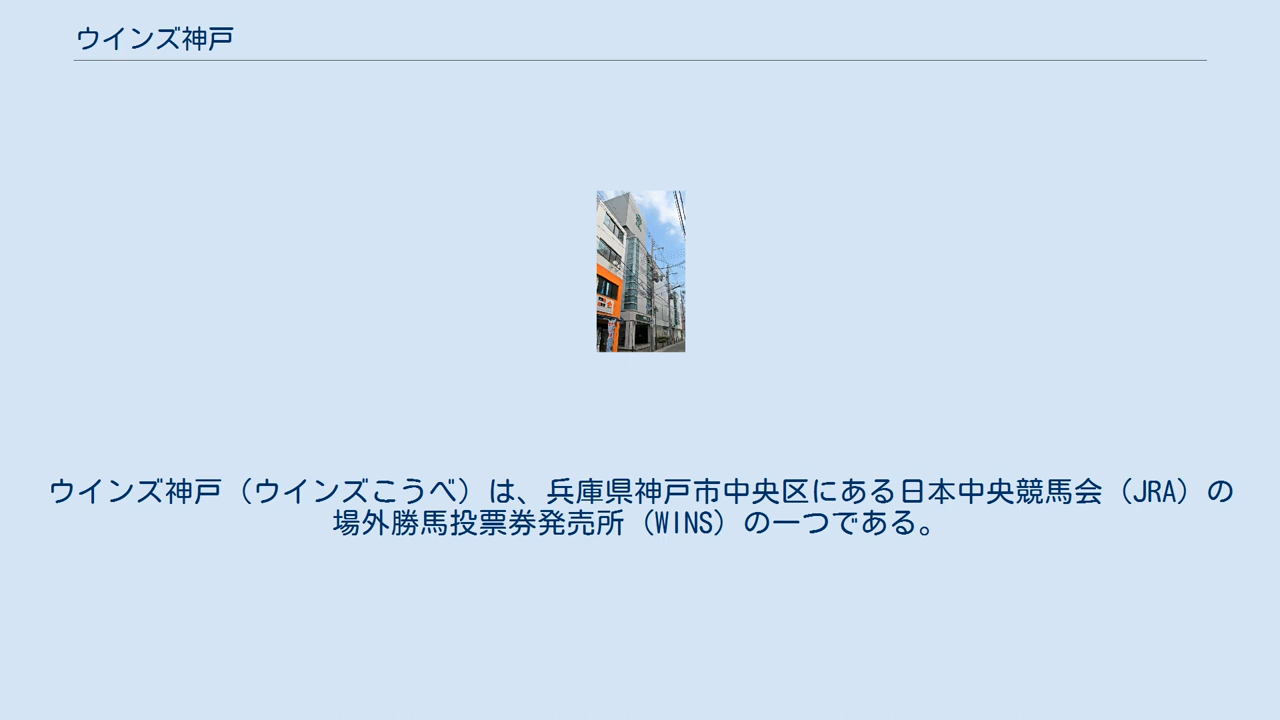 ウインズ神戸
ウインズ神戸（ウインズこうべ）は、兵庫県神戸市中央区にある日本中央競馬会（JRA）の
場外勝馬投票券発売所（WINS）の一つである。